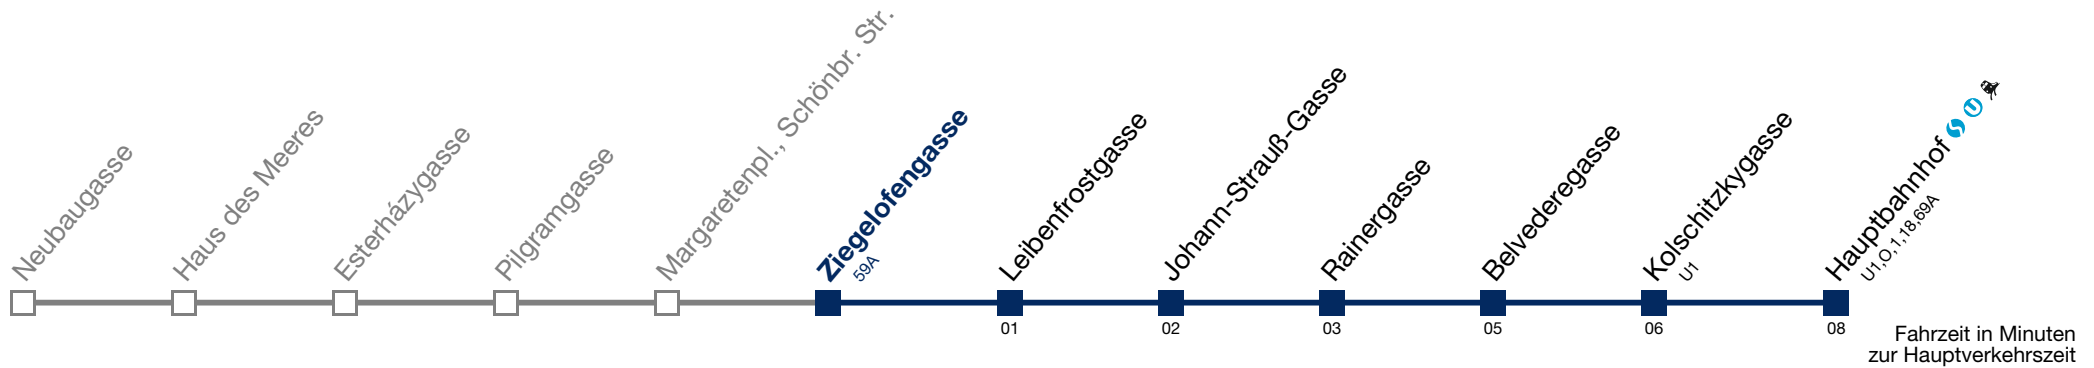 Neubaugasse
Haus des Meeres
Esterházygasse
Pilgramgasse
Margaretenpl., Schönbr. Str.
Ziegelofengasse
59A
Leibenfrostgasse
01
Johann-Strauß-Gasse
02
Rainergasse
03
Belvederegasse
05
Kolschitzkygasse
U1
06
Hauptbahnhof
U1,O,1,18,69A
08
Fahrzeit in Minuten
zur Hauptverkehrszeit